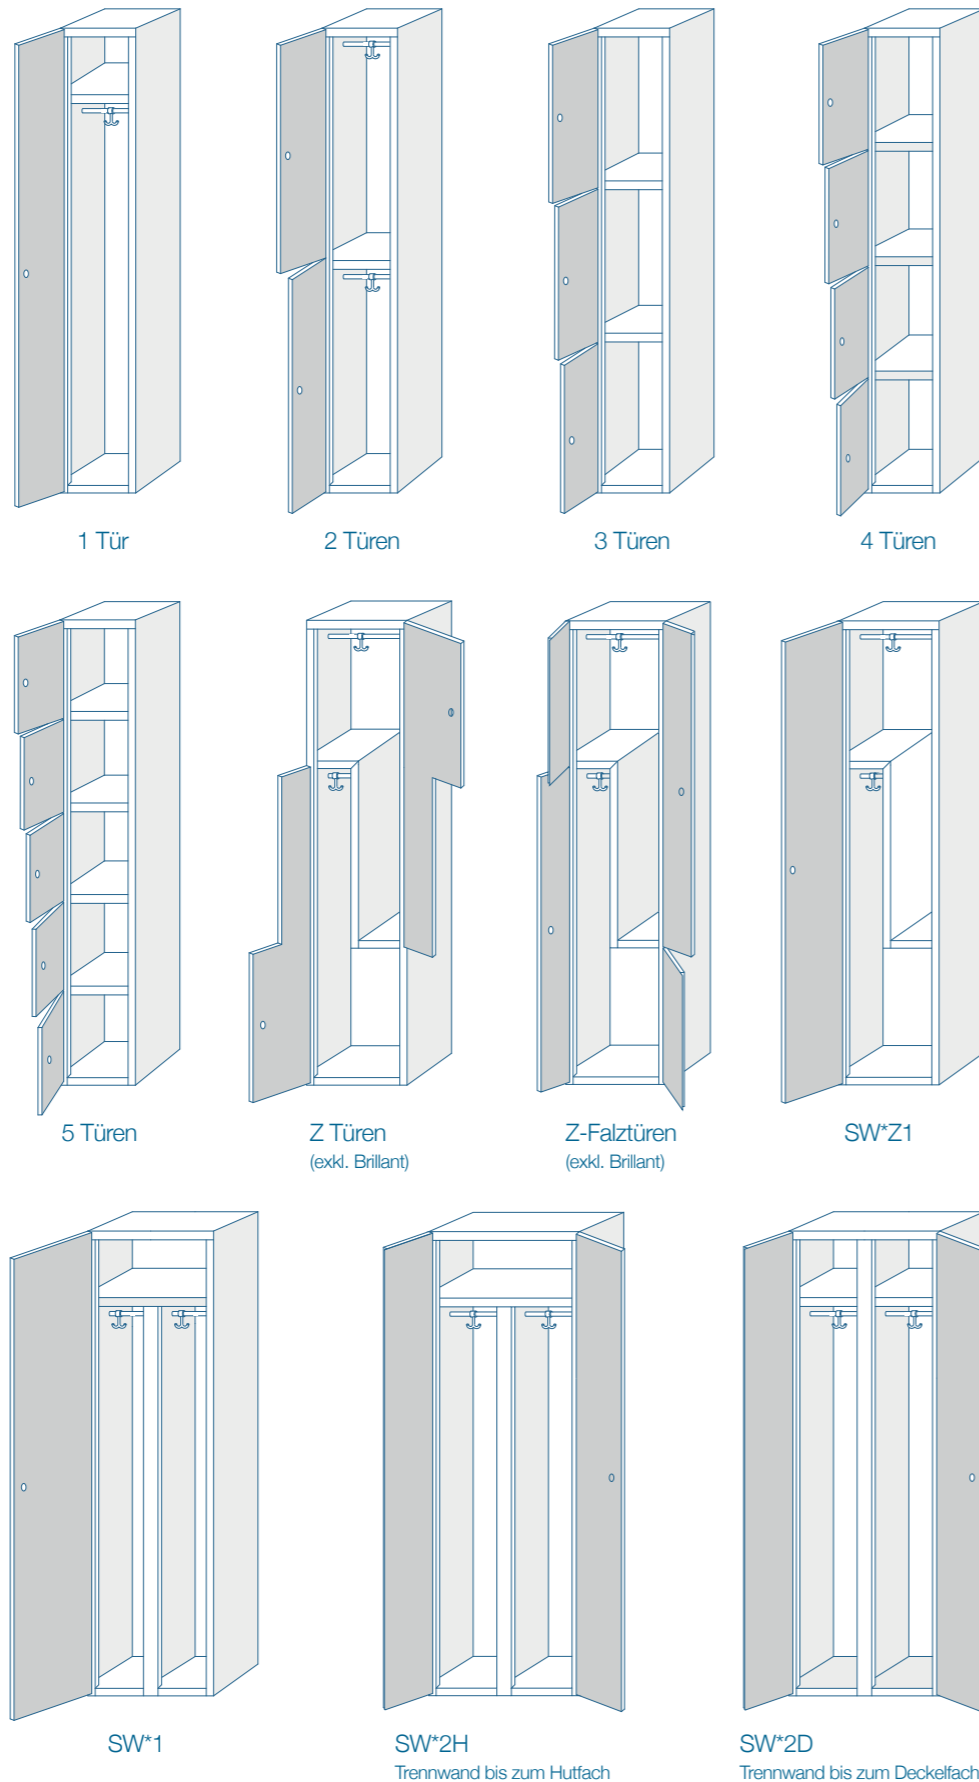 1 Tür
2 Türen
3 Türen
4 Türen
5 Türen
Z Türen
(exkl. Brillant)
Z-Falztüren
(exkl. Brillant)
SW*Z1
SW*1
SW*2H
Trennwand bis zum Hutfach
SW*2D
Trennwand bis zum Deckelfach